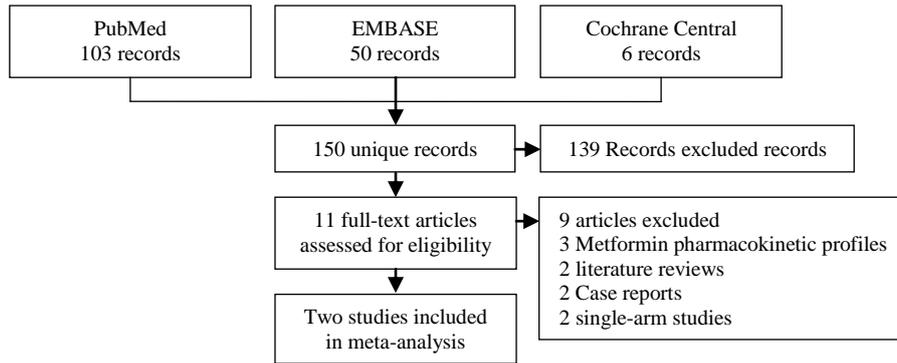 PubMed
103 records
EMBASE
50 records
Cochrane Central
6 records
150 unique records
139 Records excluded records
11 full-text articles
assessed for eligibility
9 articles excluded
3 Metformin pharmacokinetic profiles
2 literature reviews
2 Case reports
2 single-arm studies
Two studies included
in meta-analysis